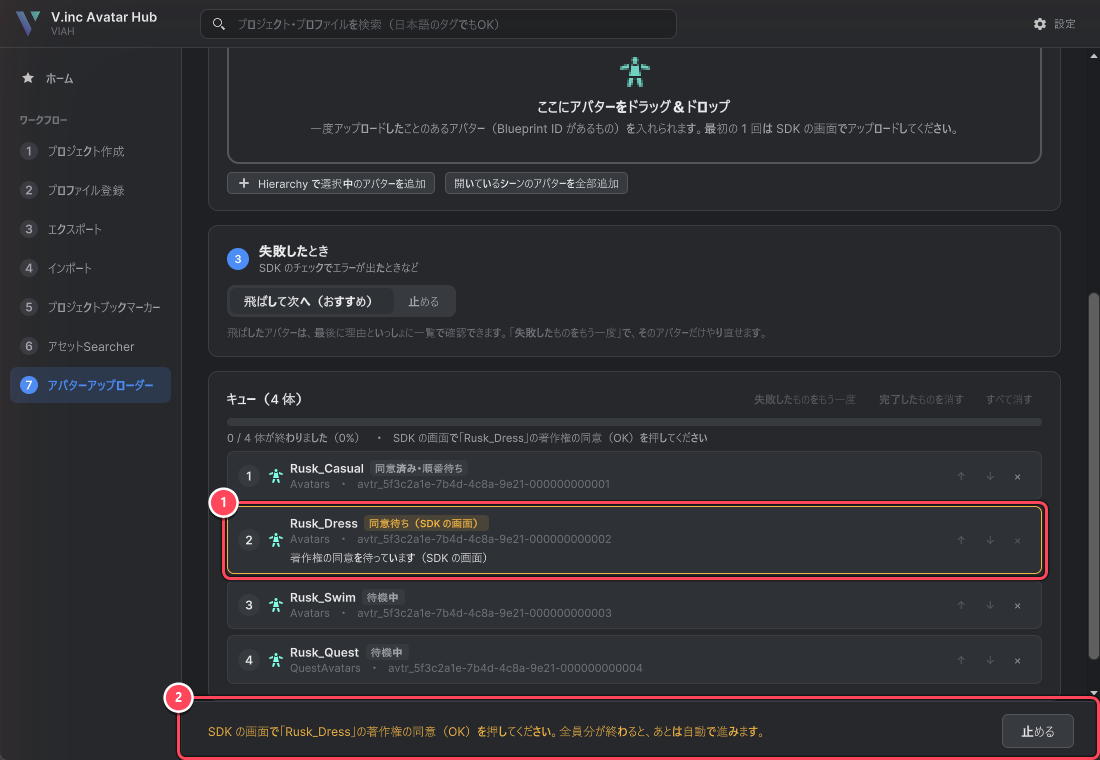 V.inc Avatar Hub
VIAH
プロジェクト・プロファイルを検索（日本語のタグでもOK）
設定
ホーム
ワークフロー
1 プロジェクト作成
2 プロファイル登録
3 エクスポート
4 インポート
5 プロジェクトブックマーカー
6 アセットSearcher
7 アバターアップローダー
ここにアバターをドラッグ＆ドロップ
一度アップロードしたことのあるアバター（Blueprint ID があるもの）を入れられます。最初の 1 回は SDK の画面でアップロードしてください。
＋ Hierarchy で選択中のアバターを追加 開いているシーンのアバターを全部追加
3 失敗したとき
SDK のチェックでエラーが出たときなど
飛ばして次へ（おすすめ） 止める
飛ばしたアバターは、最後に理由といっしょに一覧で確認できます。「失敗したものをもう一度」で、そのアバターだけやり直せます。
キュー（4 体） 失敗したものをもう一度 完了したものを消す すべて消す
0 / 4 体が終わりました（0%） ・ SDK の画面で「Rusk_Dress」の著作権の同意（OK）を押してください
1 Rusk_Casual 同意済み・順番待ち
Avatars ・ avtr_5f3c2a1e-7b4d-4c8a-9e21-000000000001 ↑ ↓ ×
1
2 Rusk_Dress 同意待ち（SDK の画面）
Avatars ・ avtr_5f3c2a1e-7b4d-4c8a-9e21-000000000002 ↑ ↓ ×
著作権の同意を待っています（SDK の画面）
3 Rusk_Swim 待機中
Avatars ・ avtr_5f3c2a1e-7b4d-4c8a-9e21-000000000003 ↑ ↓ ×
4 Rusk_Quest 待機中
QuestAvatars ・ avtr_5f3c2a1e-7b4d-4c8a-9e21-000000000004 ↑ ↓ ×
2
SDK の画面で「Rusk_Dress」の著作権の同意（OK）を押してください。全員分が終わると、あとは自動で進みます。 止める